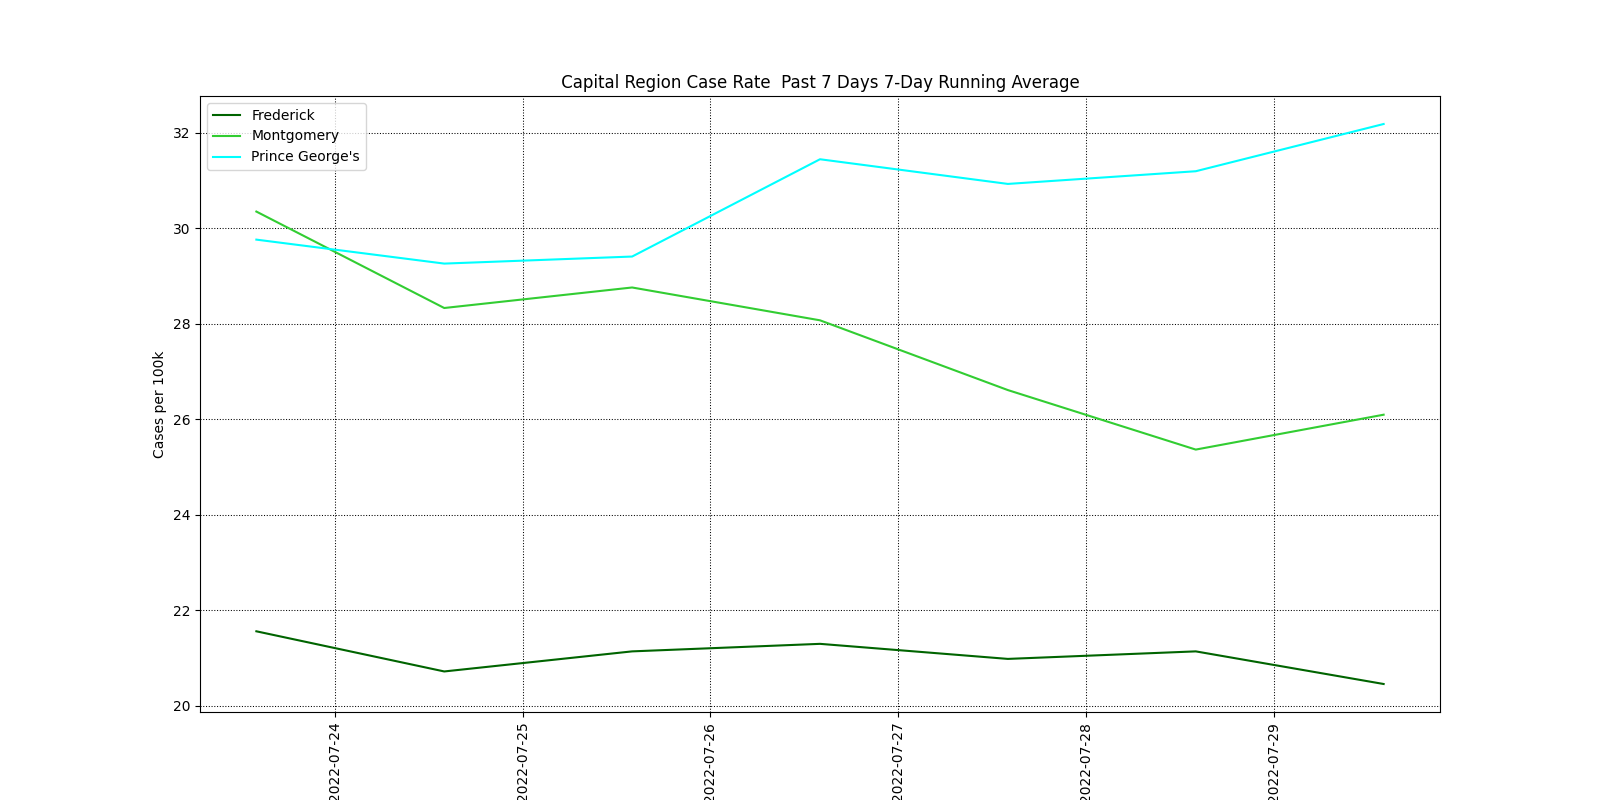 Capital Region Case Rate  Past 7 Days 7-Day Running Average
Frederick
Montgomery
Prince George's
Cases per 100k
32
30
28
26
24
22
20
2022-07-24
2022-07-25
2022-07-26
2022-07-27
2022-07-28
2022-07-29